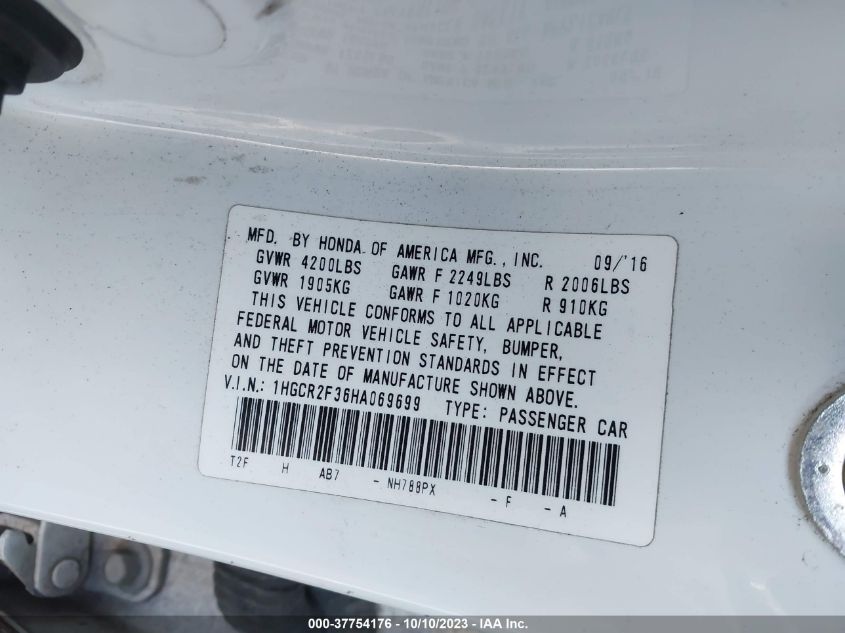 MFD. BY HONDA OF AMERICA MFG., INC. 09/'16
GVWR 4200LBS GAWR F 2249LBS R 2006LBS
GVWR 1905KG GAWR F 1020KG R 910KG
THIS VEHICLE CONFORMS TO ALL APPLICABLE
FEDERAL MOTOR VEHICLE SAFETY, BUMPER,
AND THEFT PREVENTION STANDARDS IN EFFECT
ON THE DATE OF MANUFACTURE SHOWN ABOVE.
V.I.N.: 1HGCR2F36HA069699 TYPE: PASSENGER CAR
T2F H AB7 - NH788PX - F - A
000-37754176 - 10/10/2023 - IAA Inc.